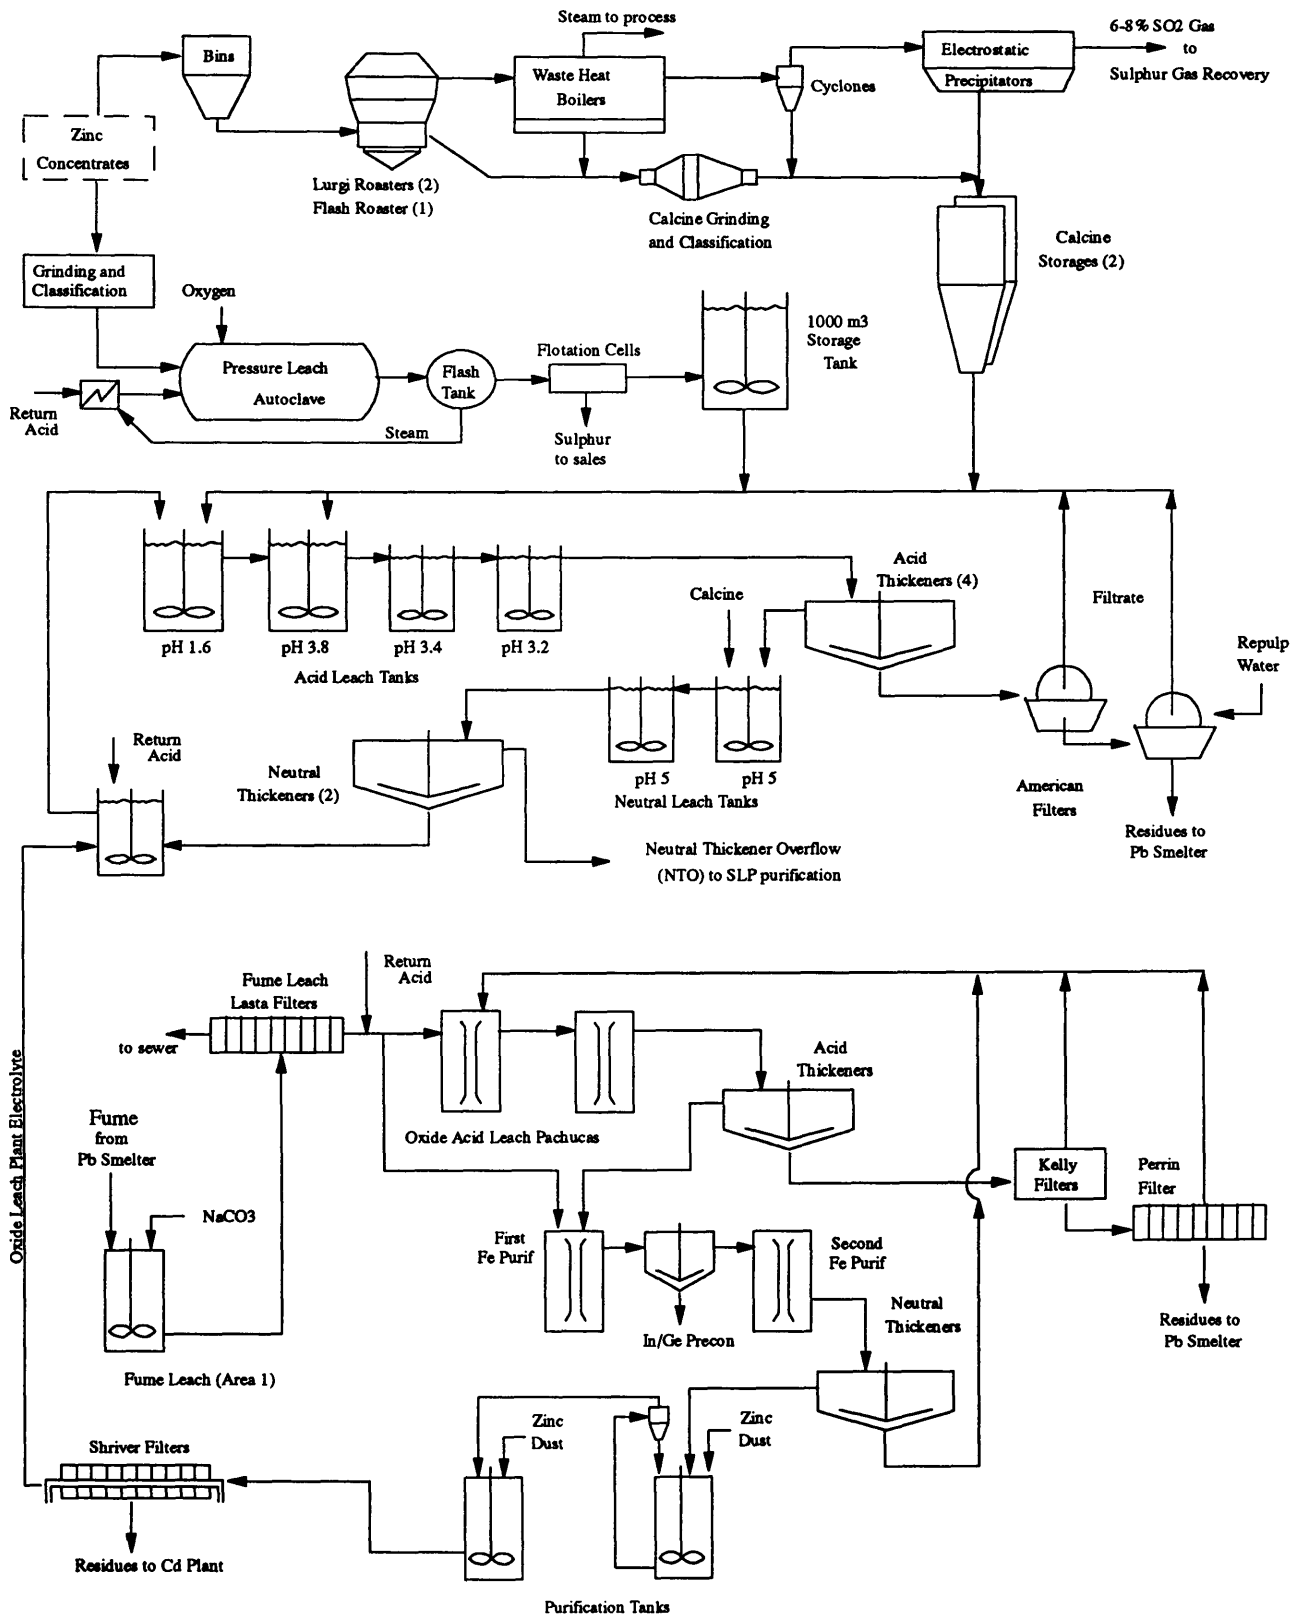 Steam to process
6-8% SO2 Gas
to
Sulphur Gas Recovery
Bins
Waste Heat
Boilers
Cyclones
Electrostatic
Precipitators
Zinc
Concentrates
Lurgi Roasters (2)
Flash Roaster (1)
Calcine Grinding
and Classification
Calcine
Storages (2)
Grinding and
Classification
Oxygen
Pressure Leach
Autoclave
Flash
Tank
Flotation Cells
1000 m3
Storage
Tank
Return
Acid
Steam
Sulphur
to sales
pH 1.6
pH 3.8
pH 3.4
pH 3.2
Acid Leach Tanks
Calcine
Acid
Thickeners (4)
Filtrate
Repulp
Water
Return
Acid
Neutral
Thickeners (2)
pH 5
pH 5
Neutral Leach Tanks
American
Filters
Residues to
Pb Smelter
Neutral Thickener Overflow
(NTO) to SLP purification
Fume Leach
Lasta Filters
Return
Acid
to sewer
Oxide Acid Leach Pachucas
Acid
Thickeners
Oxide Leach Plant Electrolyte
Fume
from
Pb Smelter
NaCO3
Kelly
Filters
Perrin
Filter
First
Fe Purif
Second
Fe Purif
In/Ge Precon
Neutral
Thickeners
Residues to
Pb Smelter
Fume Leach (Area 1)
Zinc
Dust
Zinc
Dust
Shriver Filters
Residues to Cd Plant
Purification Tanks